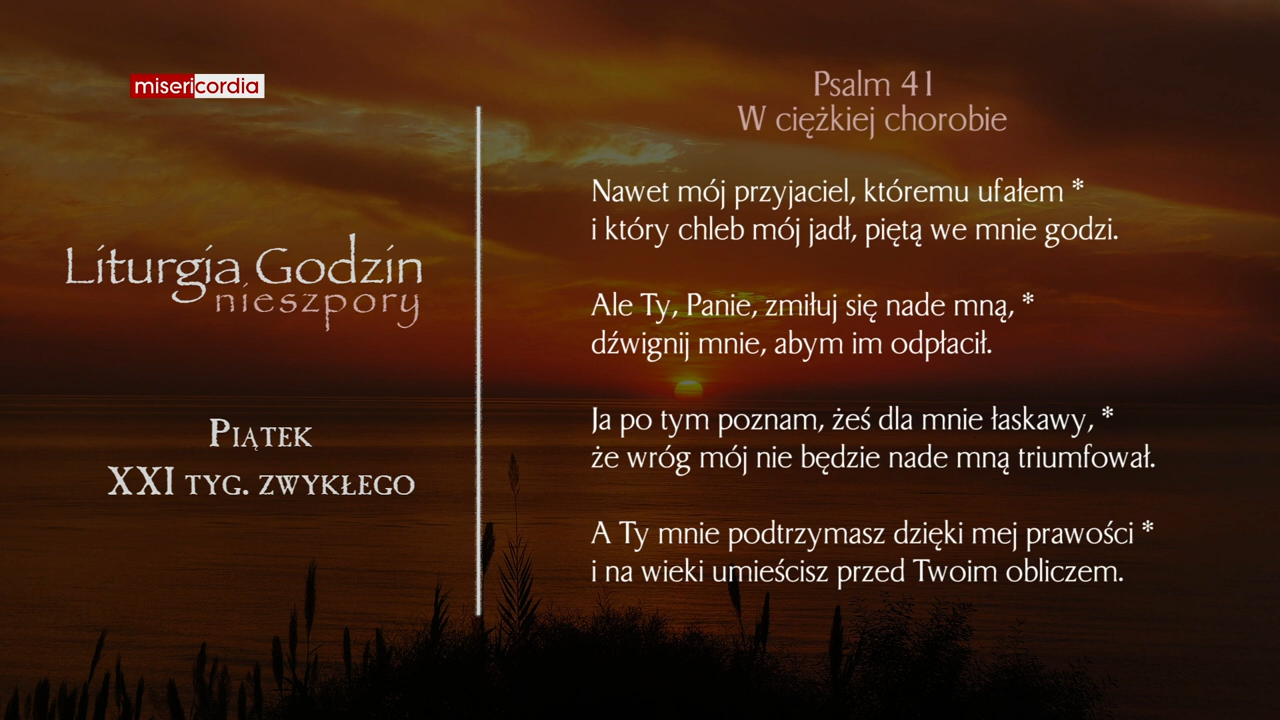 misericordia
Liturgia Godzin
nieszpory
Piątek
XXI tyg. zwykłego
Psalm 41
W ciężkiej chorobie
Nawet mój przyjaciel, któremu ufałem *
i który chleb mój jadł, piętą we mnie godzi.
Ale Ty, Panie, zmiłuj się nade mną, *
dźwignij mnie, abym im odpłacił.
Ja po tym poznam, żeś dla mnie łaskawy, *
że wróg mój nie będzie nade mną triumfował.
A Ty mnie podtrzymasz dzięki mej prawości *
i na wieki umieścisz przed Twoim obliczem.